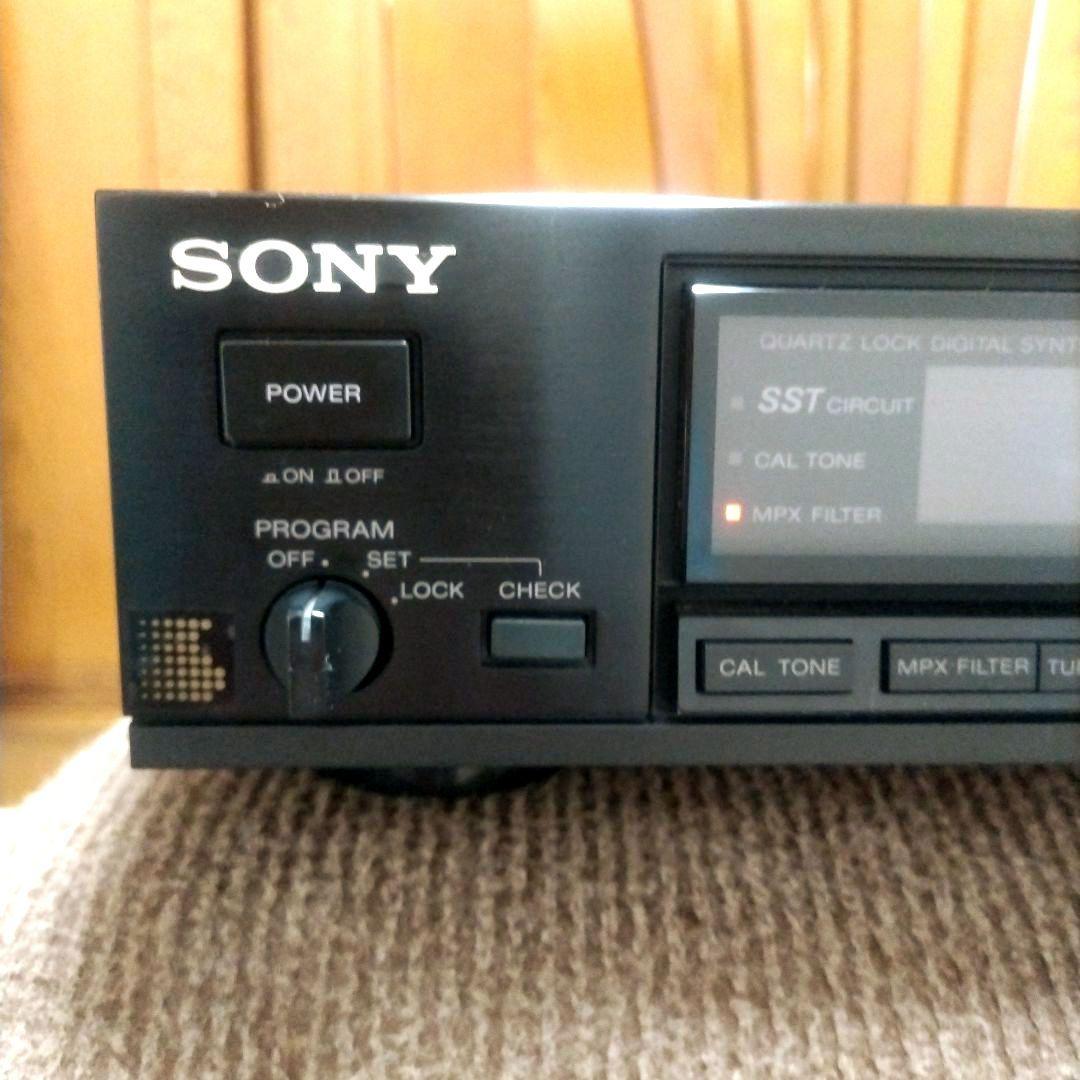 SONY
POWER
ON OFF
PROGRAM
OFF SET
LOCK CHECK
QUARTZ LOCK DIGITAL SYNT
SST CIRCUIT
CAL TONE
MPX FILTER
CAL TONE MPX FILTER TU